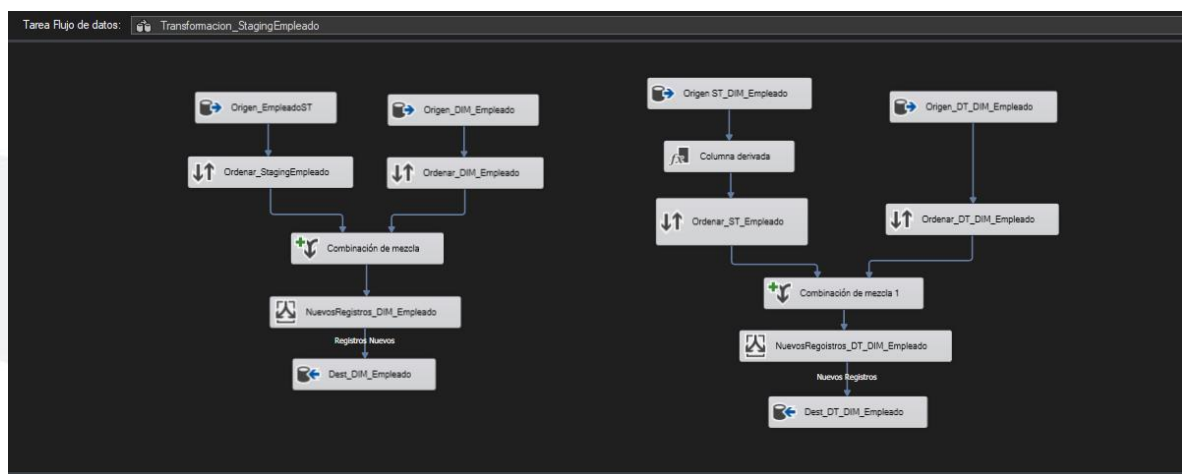 Tarea Flujo de datos: Transformacion_StagingEmpleado
Origen_EmpleadoST
Origen_DIM_Empleado
Ordenar_StagingEmpleado
Ordenar_DIM_Empleado
Combinación de mezcla
NuevosRegistros_DIM_Empleado
Registros Nuevos
Dest_DIM_Empleado
Origen ST_DIM_Empleado
Origen_DT_DIM_Empleado
fx Columna derivada
Ordenar_ST_Empleado
Ordenar_DT_DIM_Empleado
Combinación de mezcla 1
NuevosRegoistros_DT_DIM_Empleado
Nuevos Registros
Dest_DT_DIM_Empleado